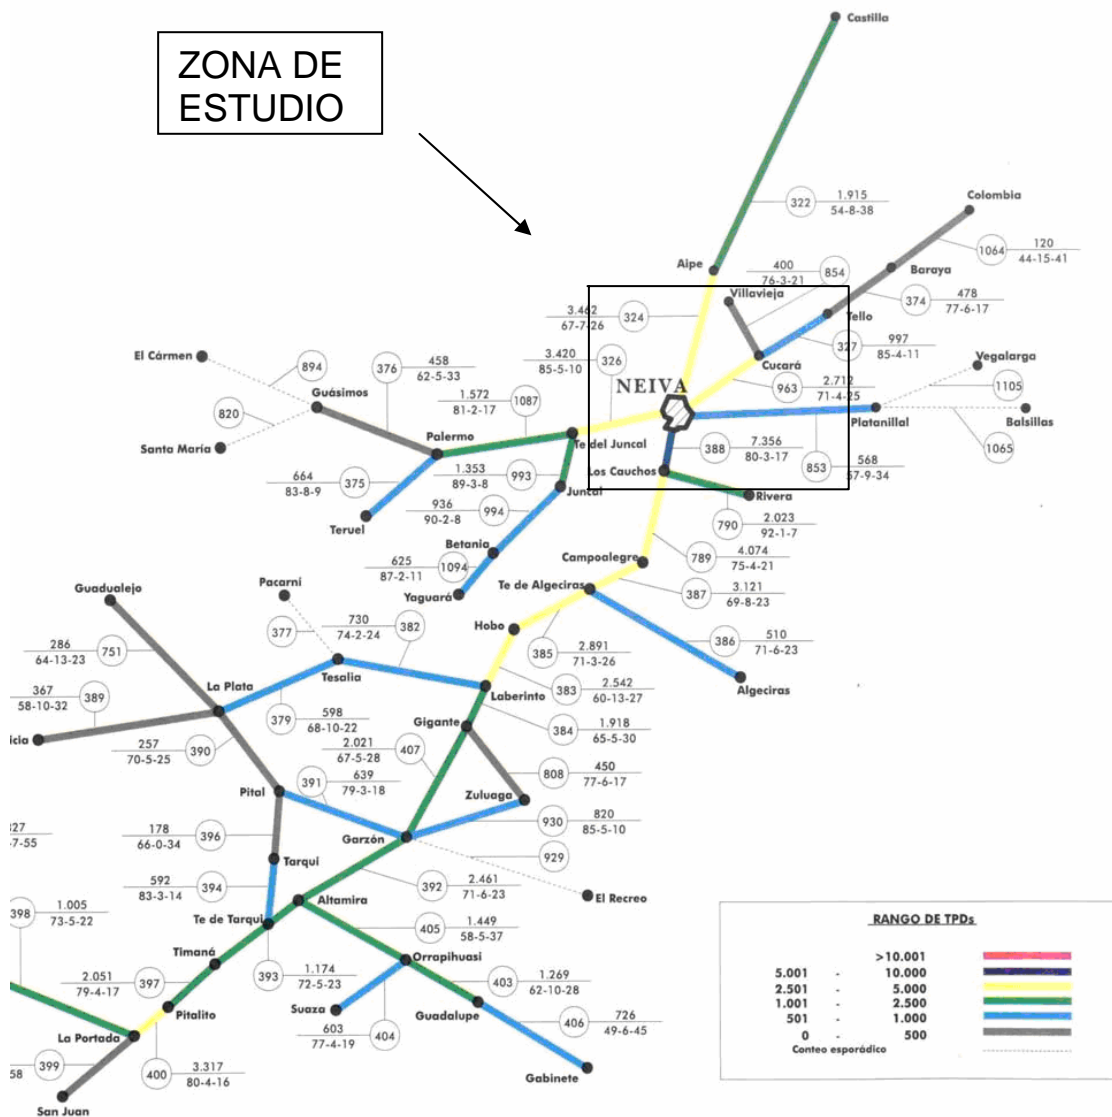 ZONA DE
ESTUDIO
Castilla
322
1.915
54-8-38
Colombia
1064
120
44-15-41
Aipe
400
76-3-21
854
Baraya
374
478
77-6-17
Villavieja
Tello
3.462
67-7-26
324
327
997
85-4-11
Vegalarga
El Cármen
894
376
458
62-5-33
3.420
85-5-10
326
Cucará
963
2.712
71-4-25
1105
NEIVA
Guásimos
1.572
81-2-17
1087
Platanillal
Balsillas
820
Santa María
Palermo
Te del Juncal
388
7.356
80-3-17
1065
664
83-8-9
375
1.353
89-3-8
993
Los Cauchos
853
568
57-9-34
Juncal
Rivera
936
90-2-8
994
790
2.023
92-1-7
Teruel
Betania
625
87-2-11
1094
Campoalegre
789
4.074
75-4-21
Guadualejo
Pacarní
Yaguará
Te de Algeciras
387
3.121
69-8-23
377
730
74-2-24
382
Hobo
385
2.891
71-3-26
386
510
71-6-23
286
64-13-23
751
Tesalia
La Plata
Laberinto
383
2.542
60-13-27
Algeciras
367
58-10-32
389
379
598
68-10-22
Gigante
384
1.918
65-5-30
icia
257
70-5-25
390
2.021
67-5-28
407
808
450
77-6-17
391
639
79-3-18
Pital
Zuluaga
930
820
85-5-10
927
-7-55
178
66-0-34
396
Garzón
929
Tarqui
592
83-3-14
394
392
2.461
71-6-23
El Recreo
398
1.005
73-5-22
Te de Tarqui
Altamira
405
1.449
58-5-37
RANGO DE TPDs
Timaná
Orrapihuasi
>10.001
2.051
79-4-17
397
393
1.174
72-5-23
403
1.269
62-10-28
5.001 - 10.000
2.501 - 5.000
Pitalito
Suaza
Guadalupe
1.001 - 2.500
603
77-4-19
404
406
726
49-6-45
501 - 1.000
La Portada
0 - 500
58
399
400
3.317
80-4-16
Gabinete
Conteo esporádico
San Juan